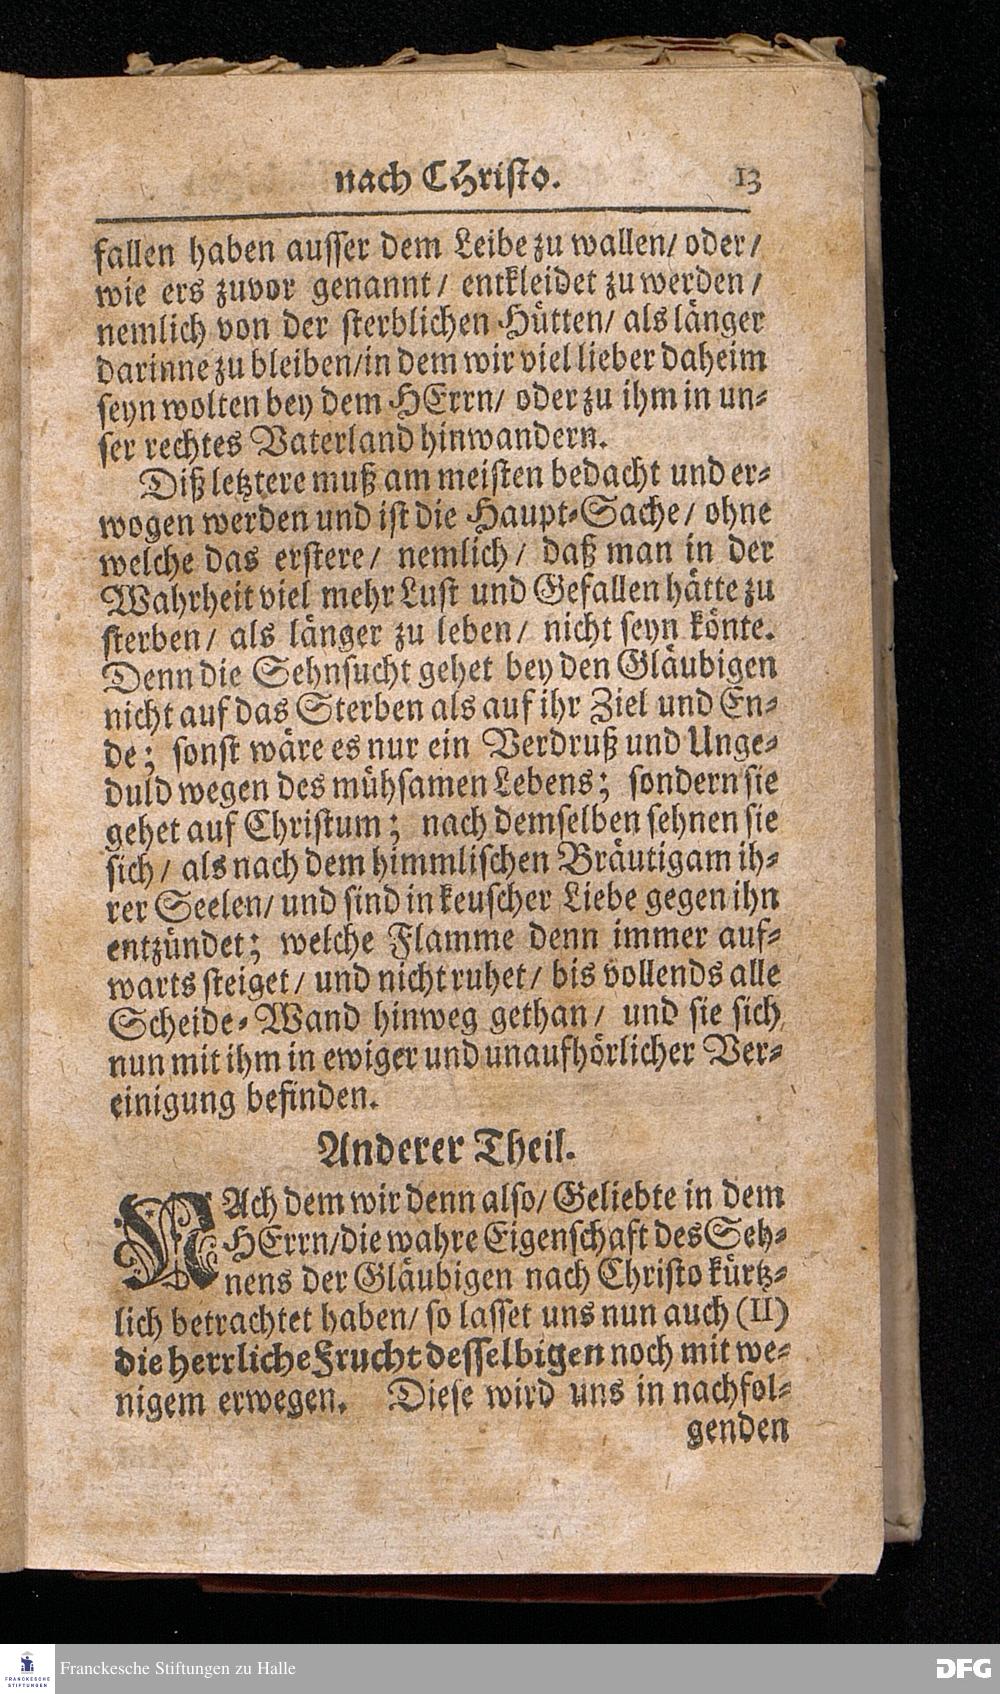 nach CHristo. 13
fallen haben ausser dem Leibe zu wallen/ oder/
wie ers zuvor genannt/ entkleidet zu werden/
nemlich von der sterblichen Hütten/ als länger
darinne zu bleiben/ in dem wir viel lieber daheim
seyn wolten bey dem HErrn/ oder zu ihm in un-
ser rechtes Vaterland hinwandern.
Diß letztere muß am meisten bedacht und er-
wogen werden und ist die Haupt-Sache/ ohne
welche das erstere/ nemlich/ daß man in der
Wahrheit viel mehr Lust und Gefallen hätte zu
sterben/ als länger zu leben/ nicht seyn könte.
Denn die Sehnsucht gehet bey den Gläubigen
nicht auf das Sterben als auf ihr Ziel und En-
de; sonst wäre es nur ein Verdruß und Unge-
duld wegen des mühsamen Lebens; sondern sie
gehet auf Christum; nach demselben sehnen sie
sich/ als nach dem himmlischen Bräutigam ih-
rer Seelen/ und sind in keuscher Liebe gegen ihn
entzündet; welche Flamme denn immer auf-
warts steiget/ und nicht ruhet/ bis vollends alle
Scheide-Wand hinweg gethan/ und sie sich
nun mit ihm in ewiger und unaufhörlicher Ver-
einigung befinden.
Anderer Theil.
NAch dem wir denn also/ Geliebte in dem
HErrn/ die wahre Eigenschaft des Seh-
nens der Gläubigen nach Christo kürtz-
lich betrachtet haben/ so lasset uns nun auch (II)
die herrliche Frucht desselbigen noch mit we-
nigem erwegen. Diese wird uns in nachfol-
genden
FRANCKESCHE
STIFTUNGEN
Franckesche Stiftungen zu Halle
DFG